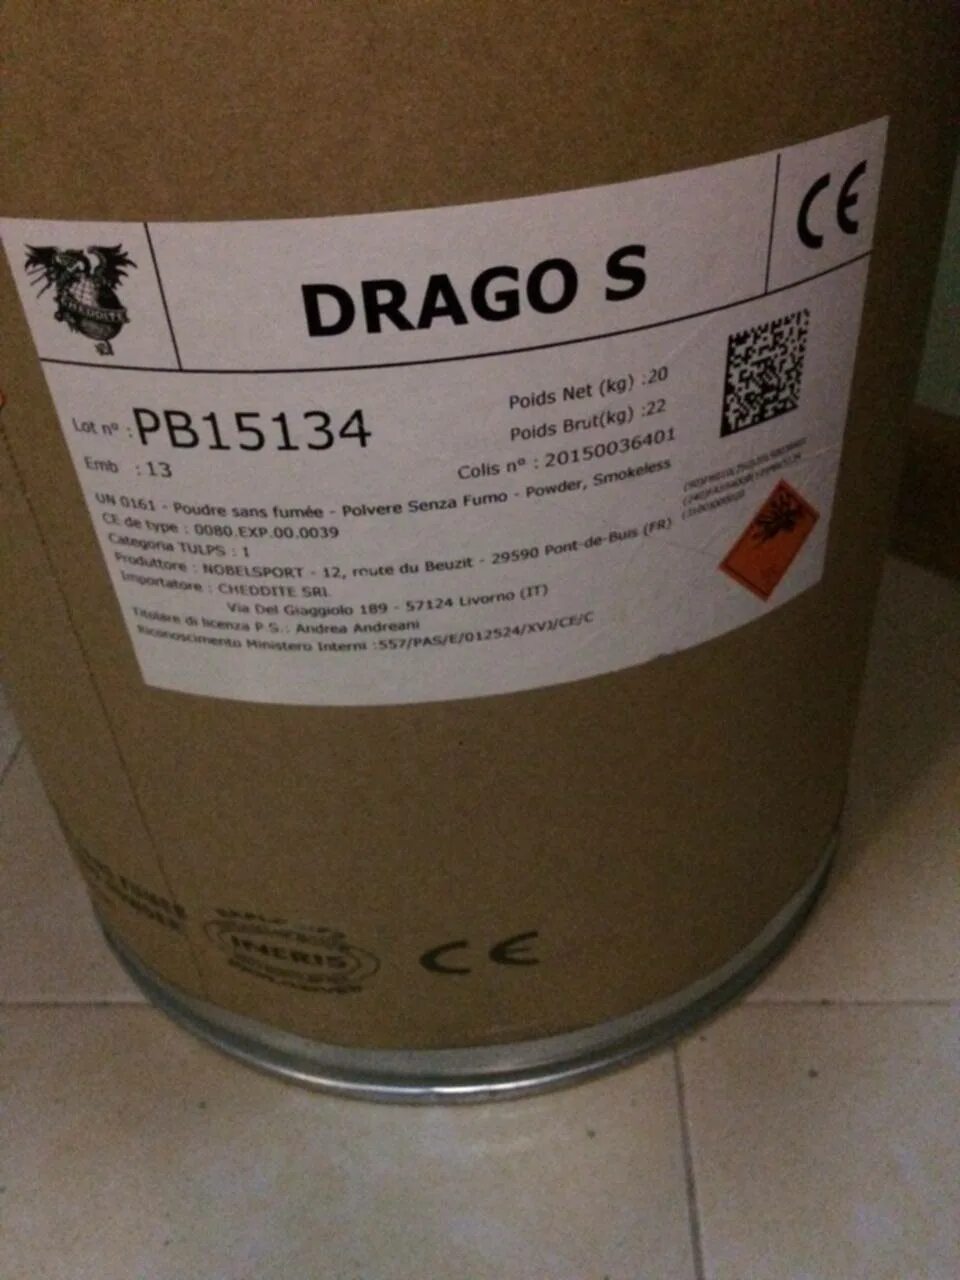 CHEDDITE
DRAGO S
CE
Lot nº : PB15134
Emb : 13
Poids Net (kg) :20
Poids Brut(kg) :22
Colis nº : 20150036401
UN 0161 - Poudre sans fumée - Polvere Senza Fumo - Powder, Smokeless
CE de type : 0080.EXP.00.0039
Categoria TULPS : 1
Produttore : NOBELSPORT - 12, route du Beuzit - 29590 Pont-de-Buis (FR)
Importatore : CHEDDITE SRL
Via Del Giaggiolo 189 - 57124 Livorno (IT)
Titolare di licenza P.S.: Andrea Andreani
Riconoscimento Ministero Interni :557/PAS/E/012524/XVJ/CE/C
INERIS
CE